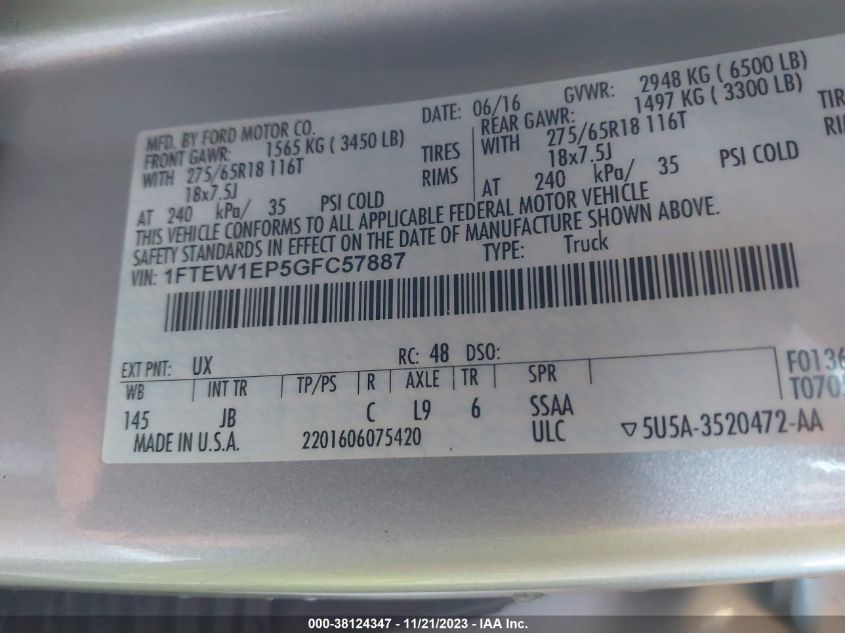 MFD. BY FORD MOTOR CO.
DATE: 06/16 GVWR: 2948 KG ( 6500 LB)
FRONT GAWR: 1565 KG ( 3450 LB)
REAR GAWR: 1497 KG ( 3300 LB)
WITH 275/65R18 116T TIRES
WITH 275/65R18 116T TIR
18x7.5J RIMS
18x7.5J RI
AT 240 kPa/ 35 PSI COLD
AT 240 kPa/ 35 PSI COLD
THIS VEHICLE CONFORMS TO ALL APPLICABLE FEDERAL MOTOR VEHICLE
SAFETY STANDARDS IN EFFECT ON THE DATE OF MANUFACTURE SHOWN ABOVE.
VIN: 1FTEW1EP5GFC57887 TYPE: Truck
EXT PNT: UX RC: 48 DSO:
WB INT TR TP/PS R AXLE TR SPR F0136
145 JB C L9 6 SSAA T070
MADE IN U.S.A. 2201606075420 ULC ▽5U5A-3520472-AA
000-38124347 - 11/21/2023 - IAA Inc.